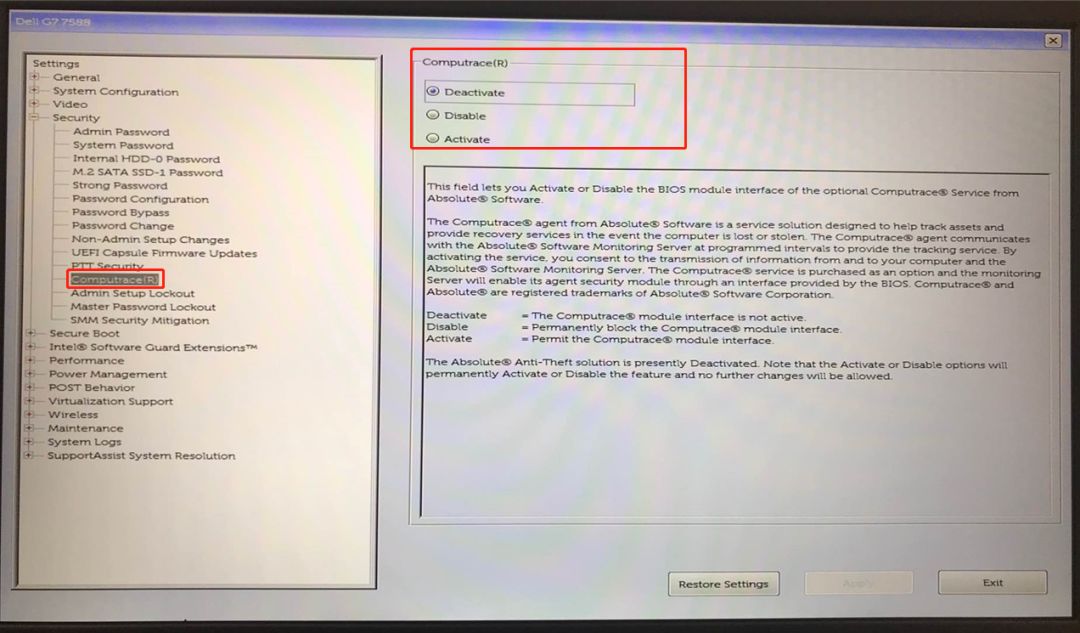 Dell G7 7588
Settings
General
System Configuration
Video
Security
Admin Password
System Password
Internal HDD-0 Password
M.2 SATA SSD-1 Password
Strong Password
Password Configuration
Password Bypass
Password Change
Non-Admin Setup Changes
UEFI Capsule Firmware Updates
PTT Security
Computrace(R)
Admin Setup Lockout
Master Password Lockout
SMM Security Mitigation
Secure Boot
Intel® Software Guard Extensions™
Performance
Power Management
POST Behavior
Virtualization Support
Wireless
Maintenance
System Logs
SupportAssist System Resolution
Computrace(R)
Deactivate
Disable
Activate
This field lets you Activate or Disable the BIOS module interface of the optional Computrace® Service from
Absolute® Software.
The Computrace® agent from Absolute® Software is a service solution designed to help track assets and
provide recovery services in the event the computer is lost or stolen. The Computrace® agent communicates
with the Absolute® Software Monitoring Server at programmed intervals to provide the tracking service. By
activating the service, you consent to the transmission of information from and to your computer and the
Absolute® Software Monitoring Server. The Computrace® service is purchased as an option and the monitoring
Server will enable its agent security module through an interface provided by the BIOS. Computrace® and
Absolute® are registered trademarks of Absolute® Software Corporation.
Deactivate = The Computrace® module interface is not active.
Disable = Permanently block the Computrace® module interface.
Activate = Permit the Computrace® module interface.
The Absolute® Anti-Theft solution is presently Deactivated. Note that the Activate or Disable options will
permanently Activate or Disable the feature and no further changes will be allowed.
Restore Settings
Apply
Exit